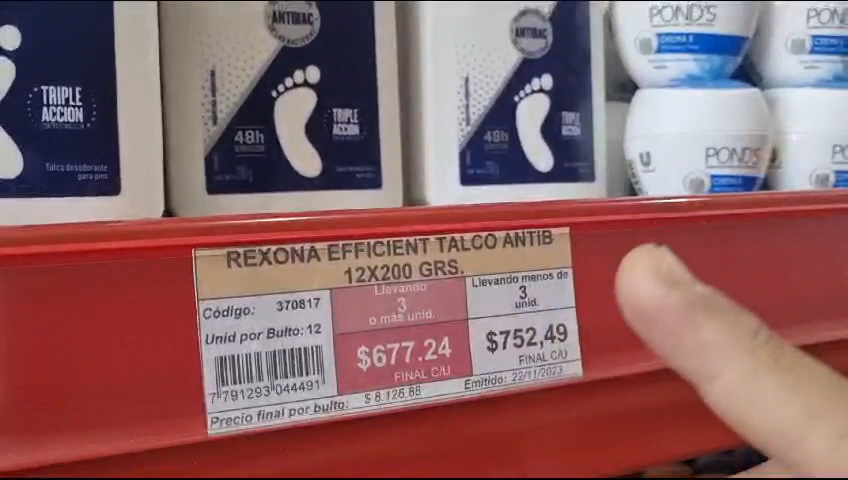 ANTIBAC
ANTIBAC
POND'S
POND'S
CREMA S
TRIPLE
ACCION
48h
TRIPLE
ACCION
48h
TRIPLE
ACCION
POND'S
POND'S
Talco desodorante
para pies
REXONA EFFICIENT TALCO ANTIB
12X200 GRS.
Código: 370817
Unid por Bulto: 12
7 791293 044491
Llevando
3
o más unid.
$677.24
FINAL C/U
Llevando menos de
3
unid.
$752,49
FINAL C/U
Precio final por bulto: $ 8.126,88
Emitido: 22/11/2023